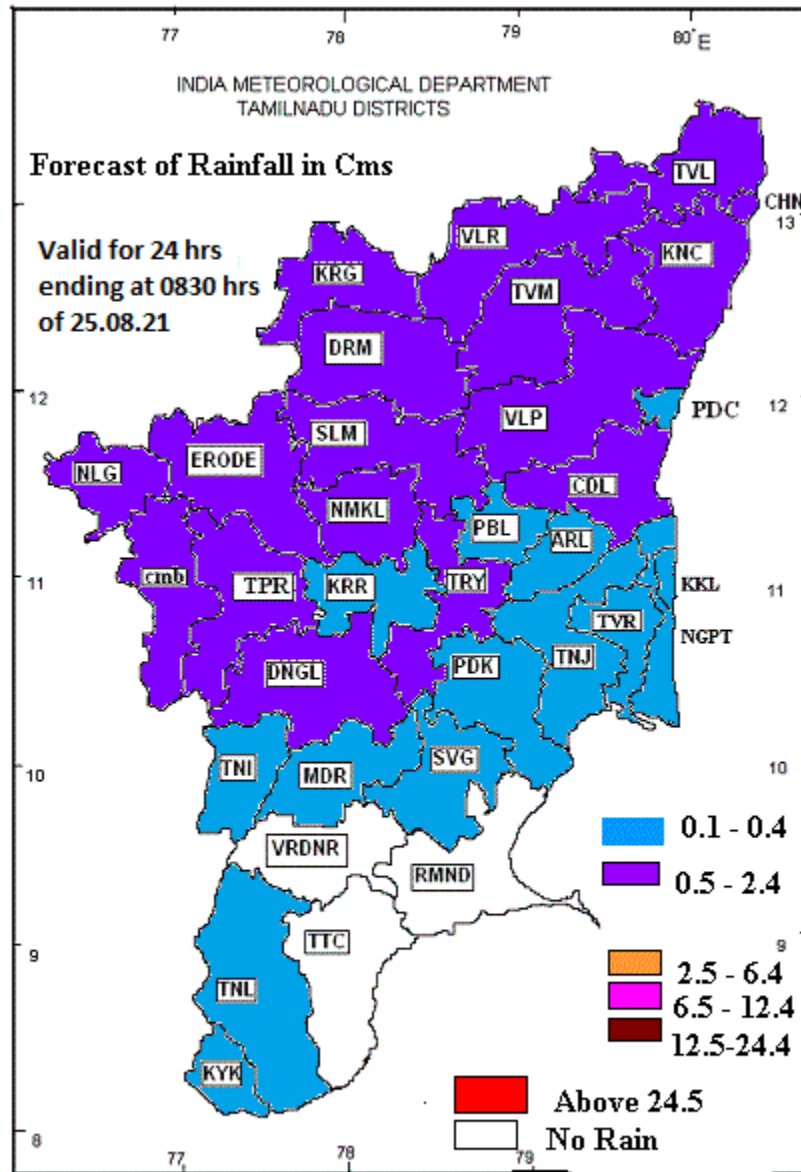 77 78 79 80°E
INDIA METEOROLOGICAL DEPARTMENT
TAMILNADU DISTRICTS
Forecast of Rainfall in Cms
TVL
CHN
13
VLR
KNC
Valid for 24 hrs
ending at 0830 hrs
of 25.08.21
KRG
TVM
DRM
12
12
PDC
VLP
SLM
ERODE
NLG
CDL
NMKL
PBL
ARL
11
cmb
TPR
KRR
TRY
KKL
11
TVR
NGPT
DNGL
PDK
TNJ
10
TNI
MDR
SVG
10
0.1 - 0.4
VRDNR
RMND
0.5 - 2.4
9
TTC
9
2.5 - 6.4
TNL
6.5 - 12.4
12.5-24.4
KYK
Above 24.5
8
No Rain
77 78 79